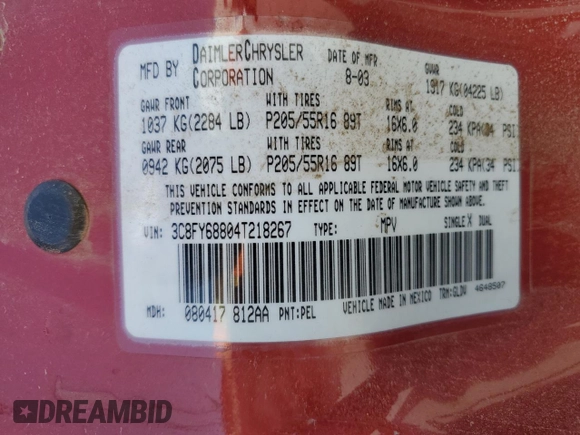 MFD BY DAIMLERCHRYSLER CORPORATION DATE OF MFR 8-03 GVWR 1917 KG(04225 LB)
GAWR FRONT WITH TIRES RIMS AT COLD
1037 KG(2284 LB) P205/55R16 89T 16X6.0 234 KPA(34 PSI)
GAWR REAR WITH TIRES RIMS AT COLD
0942 KG(2075 LB) P205/55R16 89T 16X6.0 234 KPA(34 PSI)
THIS VEHICLE CONFORMS TO ALL APPLICABLE FEDERAL MOTOR VEHICLE SAFETY AND THEFT
PREVENTION STANDARDS IN EFFECT ON THE DATE OF MANUFACTURE SHOWN ABOVE.
VIN: 3C8FY68804T218267 TYPE: MPV SINGLE X DUAL
MDH: 080417 812AA PNT:PEL VEHICLE MADE IN MEXICO TRM:GLDV 4648507
DREAMBID